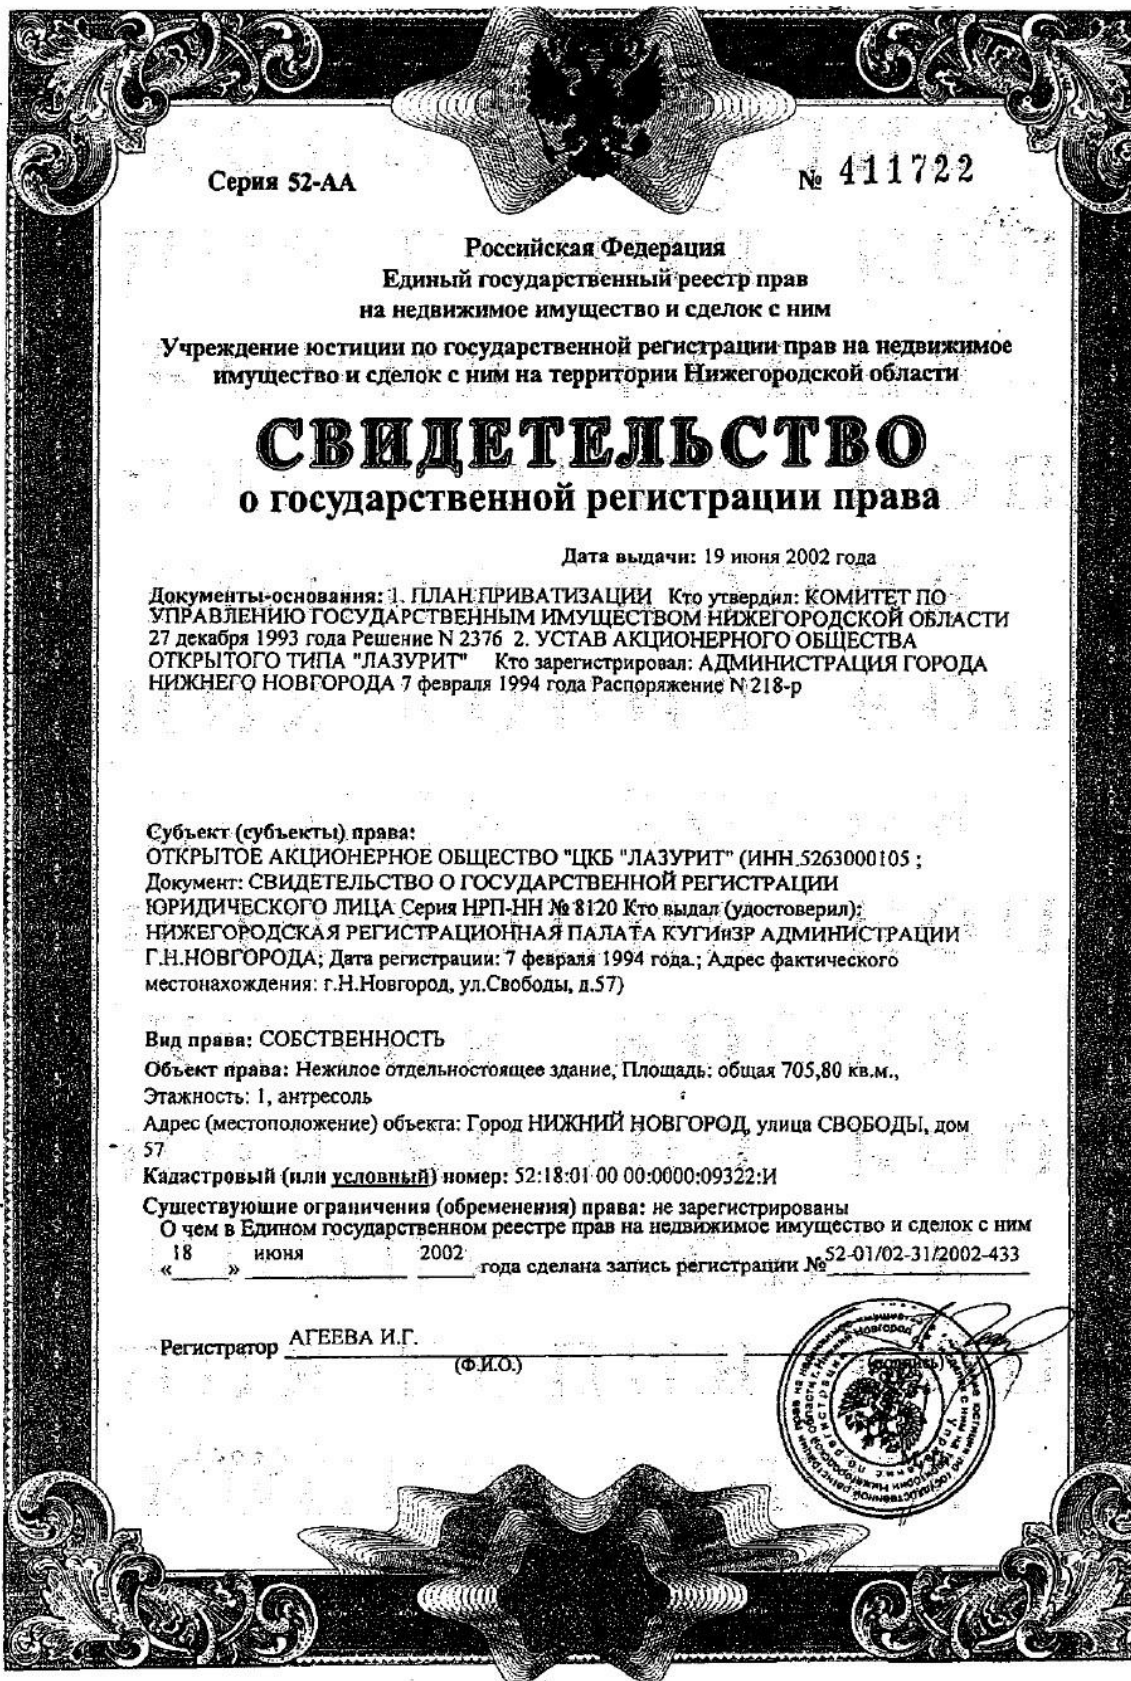 Серия 52-АА
№ 411722
Российская Федерация
Единый государственный реестр прав
на недвижимое имущество и сделок с ним
Учреждение юстиции по государственной регистрации прав на недвижимое
имущество и сделок с ним на территории Нижегородской области
СВИДЕТЕЛЬСТВО
о государственной регистрации права
Дата выдачи: 19 июня 2002 года
Документы-основания: 1. ПЛАН ПРИВАТИЗАЦИИ Кто утвердил: КОМИТЕТ ПО
УПРАВЛЕНИЮ ГОСУДАРСТВЕННЫМ ИМУЩЕСТВОМ НИЖЕГОРОДСКОЙ ОБЛАСТИ
27 декабря 1993 года Решение N 2376 2. УСТАВ АКЦИОНЕРНОГО ОБЩЕСТВА
ОТКРЫТОГО ТИПА "ЛАЗУРИТ" Кто зарегистрировал: АДМИНИСТРАЦИЯ ГОРОДА
НИЖНЕГО НОВГОРОДА 7 февраля 1994 года Распоряжение N 218-р
Субъект (субъекты) права:
ОТКРЫТОЕ АКЦИОНЕРНОЕ ОБЩЕСТВО "ЦКБ "ЛАЗУРИТ" (ИНН 5263000105 ;
Документ: СВИДЕТЕЛЬСТВО О ГОСУДАРСТВЕННОЙ РЕГИСТРАЦИИ
ЮРИДИЧЕСКОГО ЛИЦА Серия НРП-НН № 8120 Кто выдал (удостоверил):
НИЖЕГОРОДСКАЯ РЕГИСТРАЦИОННАЯ ПАЛАТА КУГИиЗР АДМИНИСТРАЦИИ
Г.Н.НОВГОРОДА; Дата регистрации: 7 февраля 1994 года.; Адрес фактического
местонахождения: г.Н.Новгород, ул.Свободы, д.57)
Вид права: СОБСТВЕННОСТЬ
Объект права: Нежилое отдельностоящее здание, Площадь: общая 705,80 кв.м.,
Этажность: 1, антресоль
Адрес (местоположение) объекта: Город НИЖНИЙ НОВГОРОД, улица СВОБОДЫ, дом
57
Кадастровый (или условный) номер: 52:18:01 00 00:0000:09322:И
Существующие ограничения (обременения) права: не зарегистрированы
О чем в Едином государственном реестре прав на недвижимое имущество и сделок с ним
« 18 » июня 2002 года сделана запись регистрации № 52-01/02-31/2002-433
Регистратор АГЕЕВА И.Г.
(Ф.И.О.)
(подпись)